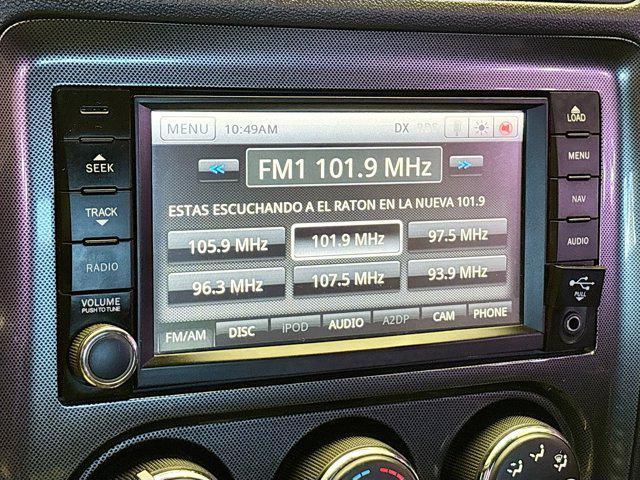 MENU 10:49AM DX RDS
LOAD
SEEK
FM1 101.9 MHz
MENU
ESTAS ESCUCHANDO A EL RATON EN LA NUEVA 101.9
NAV
TRACK
105.9 MHz 101.9 MHz 97.5 MHz
AUDIO
RADIO
96.3 MHz 107.5 MHz 93.9 MHz
PULL
VOLUME
PUSH TO TUNE
FM/AM DISC iPOD AUDIO A2DP CAM PHONE